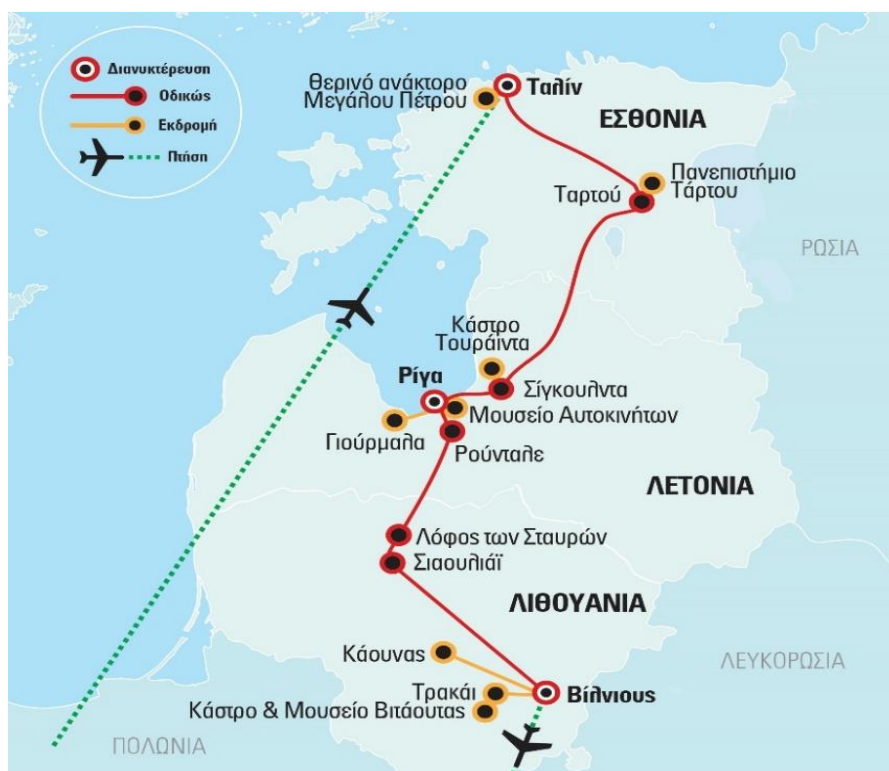 Διανυκτέρευση
Οδικώς
Εκδρομή
Πτήση
Θερινό ανάκτορο
Μεγάλου Πέτρου
Ταλίν
ΕΣΘΟΝΙΑ
Πανεπιστήμιο
Τάρτου
Ταρτού
ΡΩΣΙΑ
Κάστρο
Τουράιντα
Ρίγα
Σίγκουλντα
Μουσείο Αυτοκινήτων
Γιούρμαλα
Ρούνταλε
ΛΕΤΟΝΙΑ
Λόφος των Σταυρών
Σιαουλιάϊ
ΛΙΘΟΥΑΝΙΑ
Κάουνας
ΛΕΥΚΟΡΩΣΙΑ
Τρακάι
Βίλνιους
Κάστρο & Μουσείο Βιτάουτας
ΠΟΛΩΝΙΑ